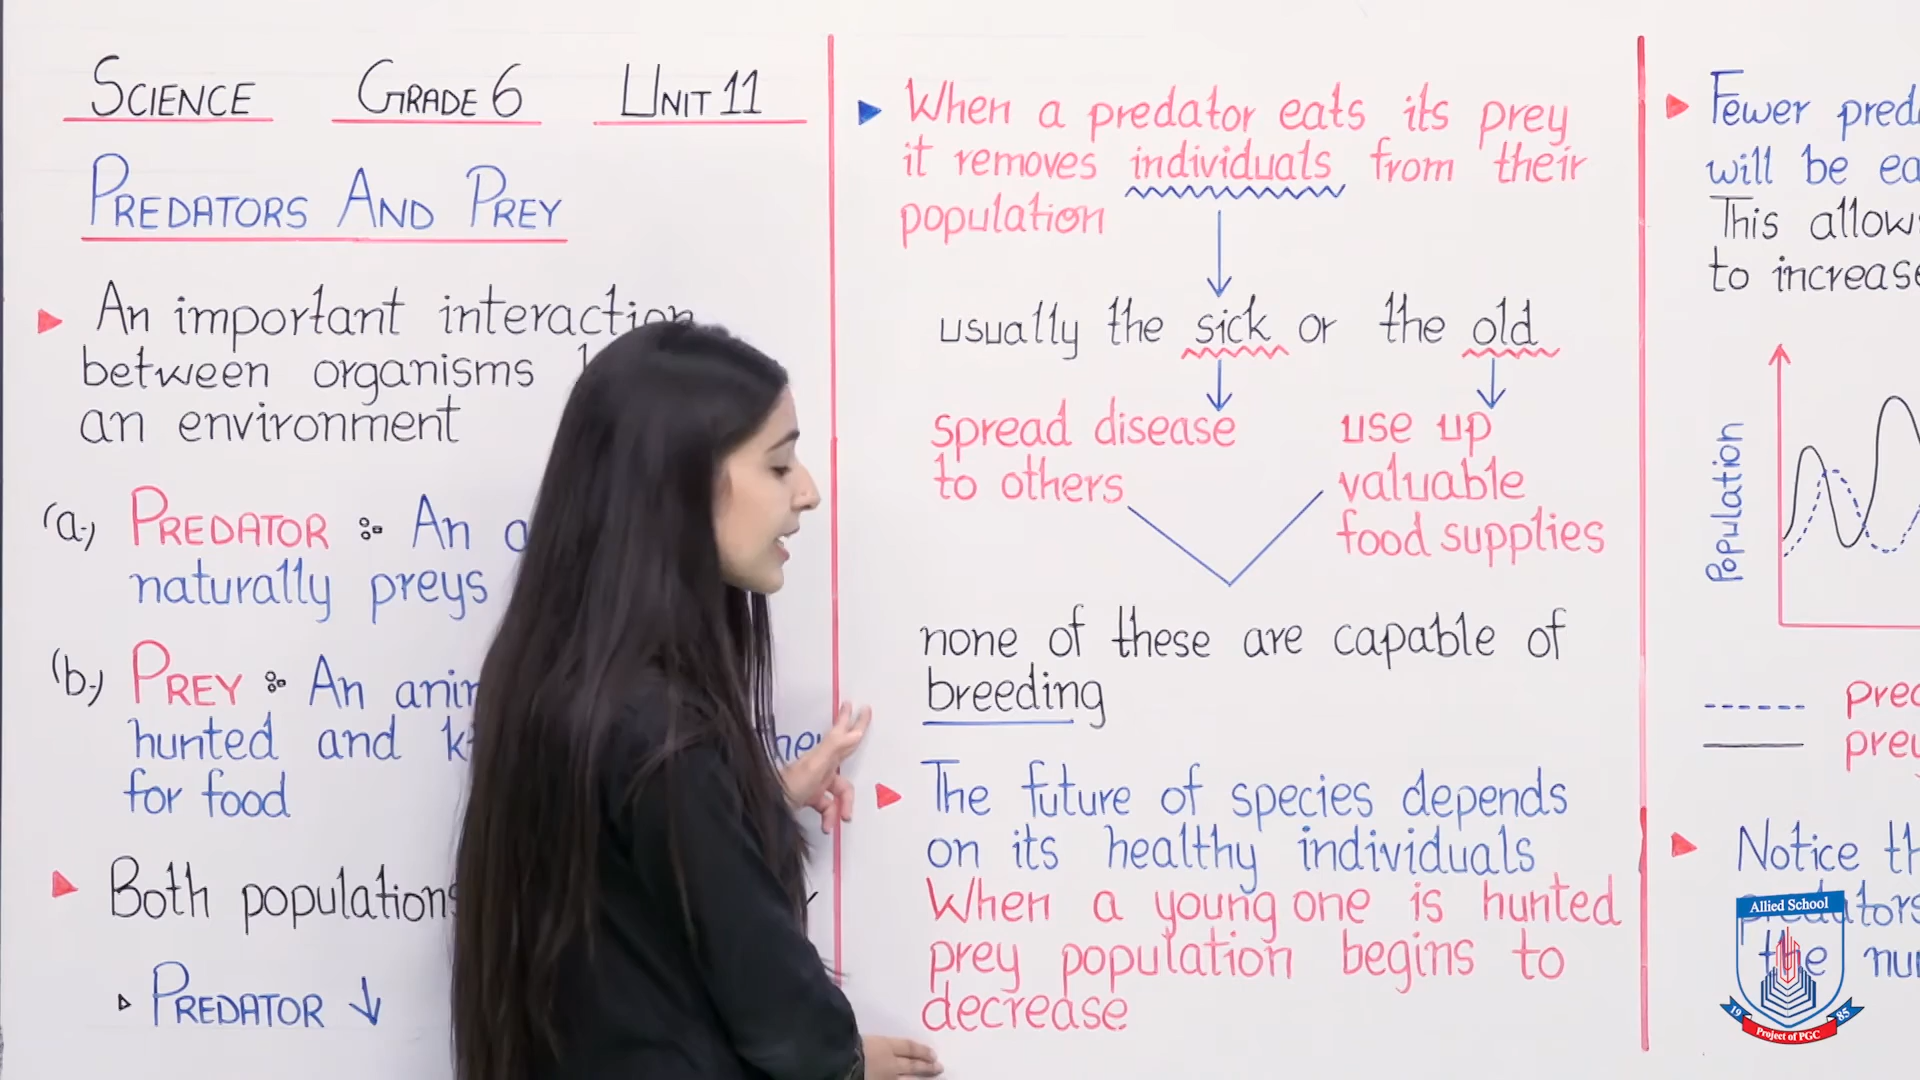 SCIENCE GRADE 6 UNIT 11
PREDATORS AND PREY
An important interaction
between organisms
an environment
(a.) PREDATOR :- An
naturally preys
(b.) PREY :- An
hunted and
for food
Both populations
PREDATOR ↓
When a predator eats its prey
it removes individuals from their
population
usually the sick or the old
spread disease
to others
use up
valuable
food supplies
none of these are capable of
breeding
The future of species depends
on its healthy individuals
When a young one is hunted
prey population begins to
decrease
Fewer
will be
This
to increase
Population
Notice
the
Allied School
19 85
Project of PGC